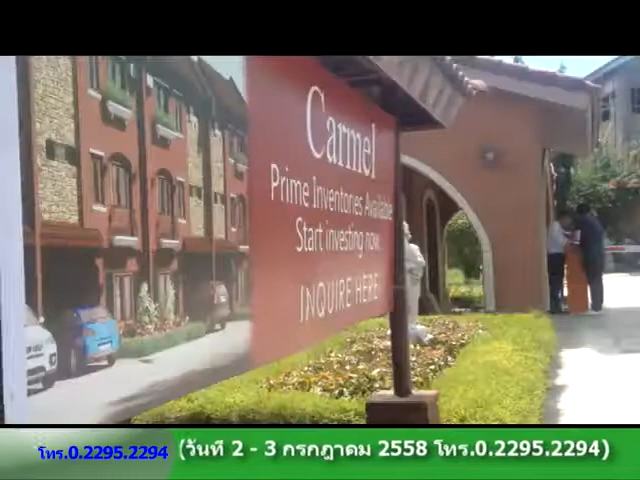 Carmel
Prime Inventories Available
Start investing now.
INQUIRE HERE
โทร.0.2295.2294
(วันที่ 2 - 3 กรกฎาคม 2558 โทร.0.2295.2294)